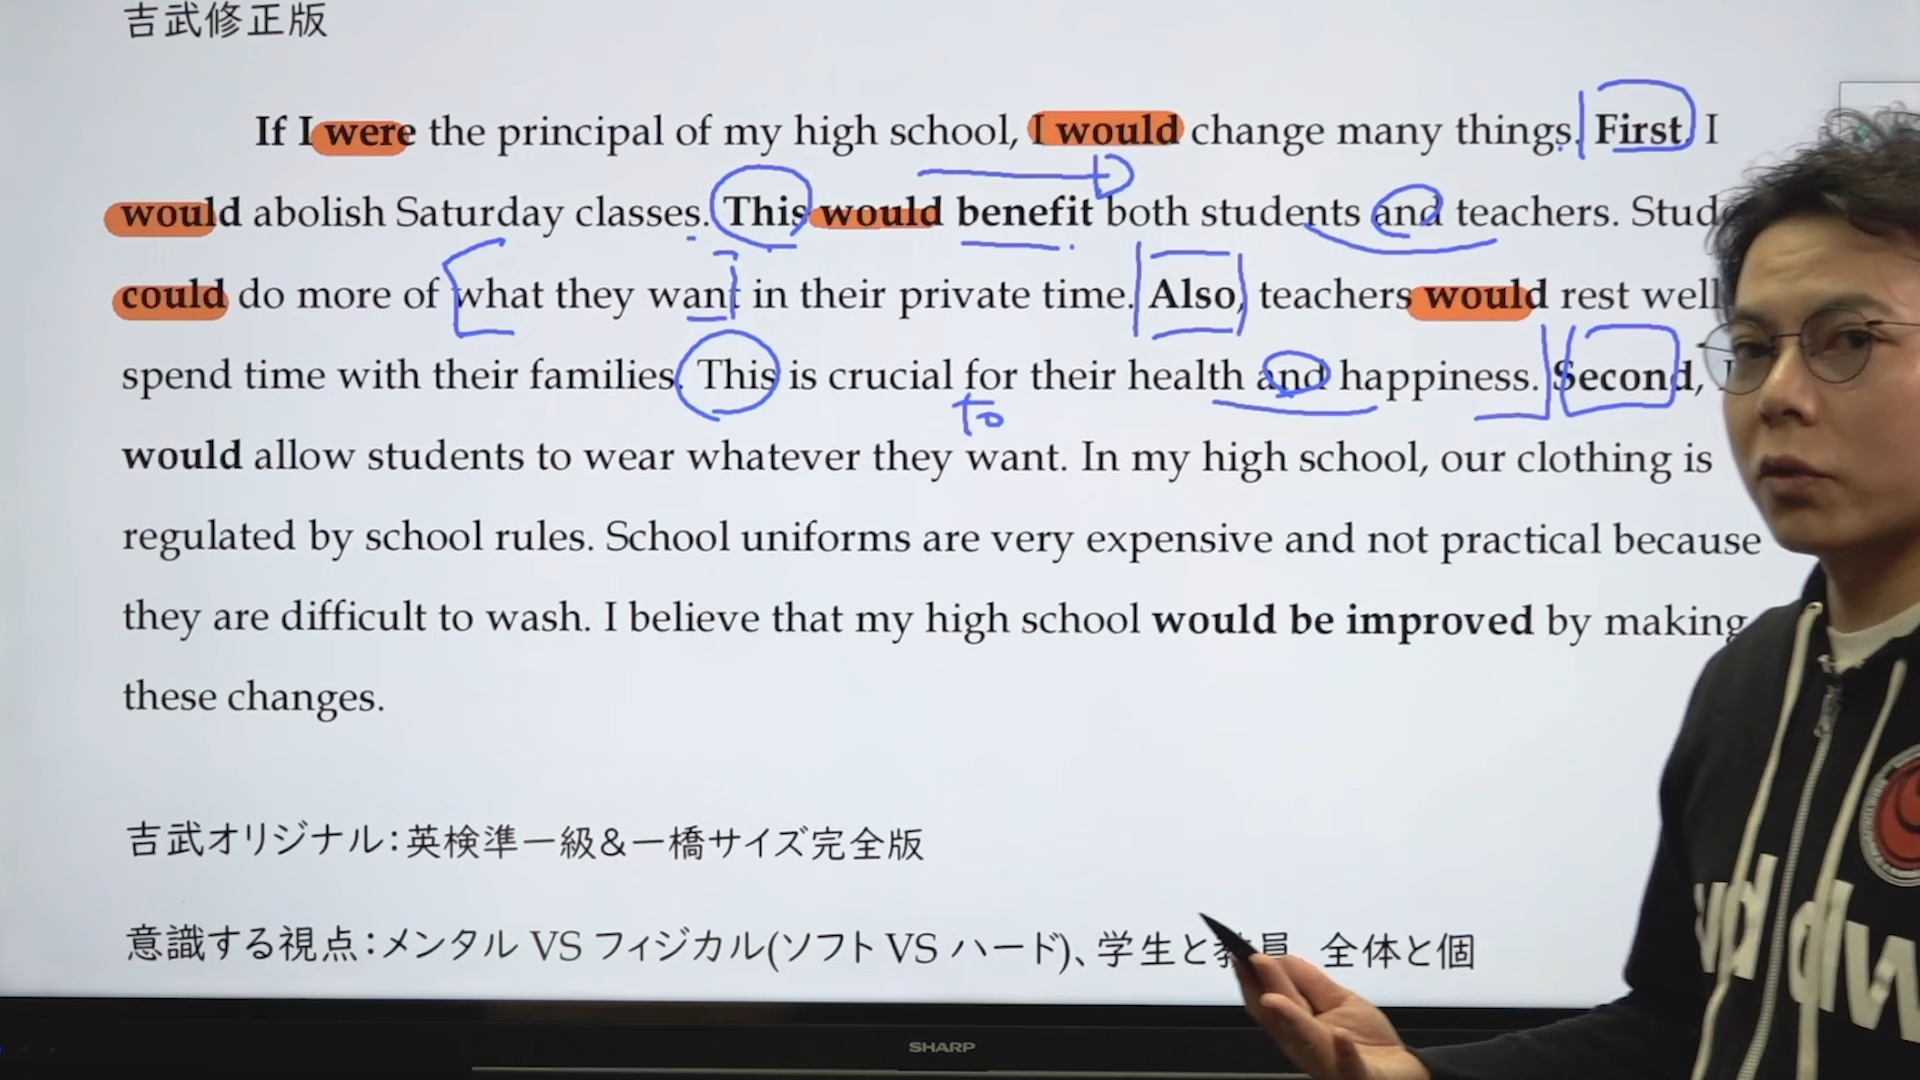 吉武修正版
If I were the principal of my high school, I would change many things. First, I
would abolish Saturday classes. This would benefit both students and teachers.
could do more of what they want in their private time. Also, teachers would rest well
spend time with their families. This is crucial for their health and happiness. Second,
to
would allow students to wear whatever they want. In my high school, our clothing is
regulated by school rules. School uniforms are very expensive and not practical because
they are difficult to wash. I believe that my high school would be improved by making
these changes.
吉武オリジナル：英検準一級&一橋サイズ完全版
意識する視点：メンタル VS フィジカル(ソフト VS ハード)、学生と教員、全体と個
SHARP